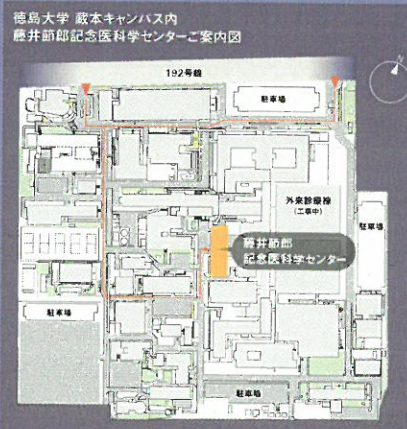 徳島大学 蔵本キャンパス内
藤井節郎記念医科学センターご案内図
192号線
駐車場
外来診療棟
(工事中)
駐車場
藤井節郎
記念医科学センター
駐車場
駐車場